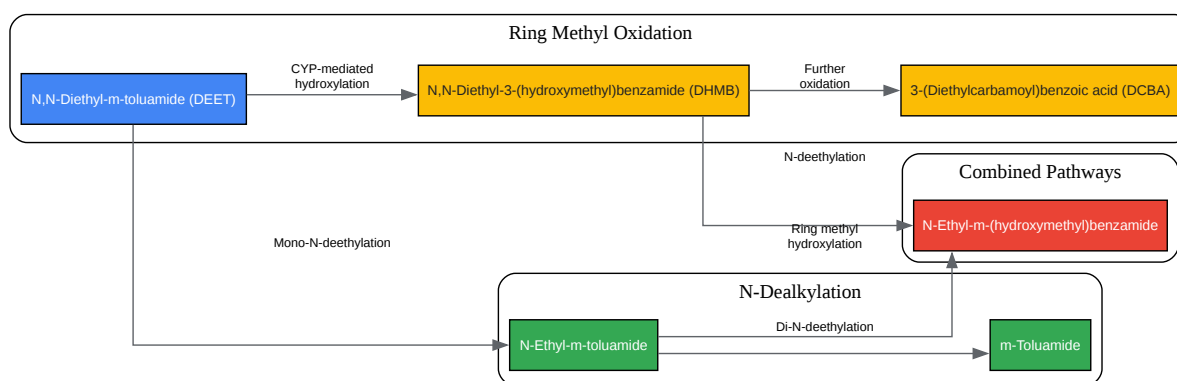 Ring Methyl Oxidation
N,N-Diethyl-m-toluamide (DEET)
CYP-mediated
hydroxylation
N,N-Diethyl-3-(hydroxymethyl)benzamide (DHMB)
Further
oxidation
3-(Diethylcarbamoyl)benzoic acid (DCBA)
N-deethylation
Combined Pathways
N-Ethyl-m-(hydroxymethyl)benzamide
Mono-N-deethylation
Ring methyl
hydroxylation
N-Dealkylation
N-Ethyl-m-toluamide
Di-N-deethylation
m-Toluamide